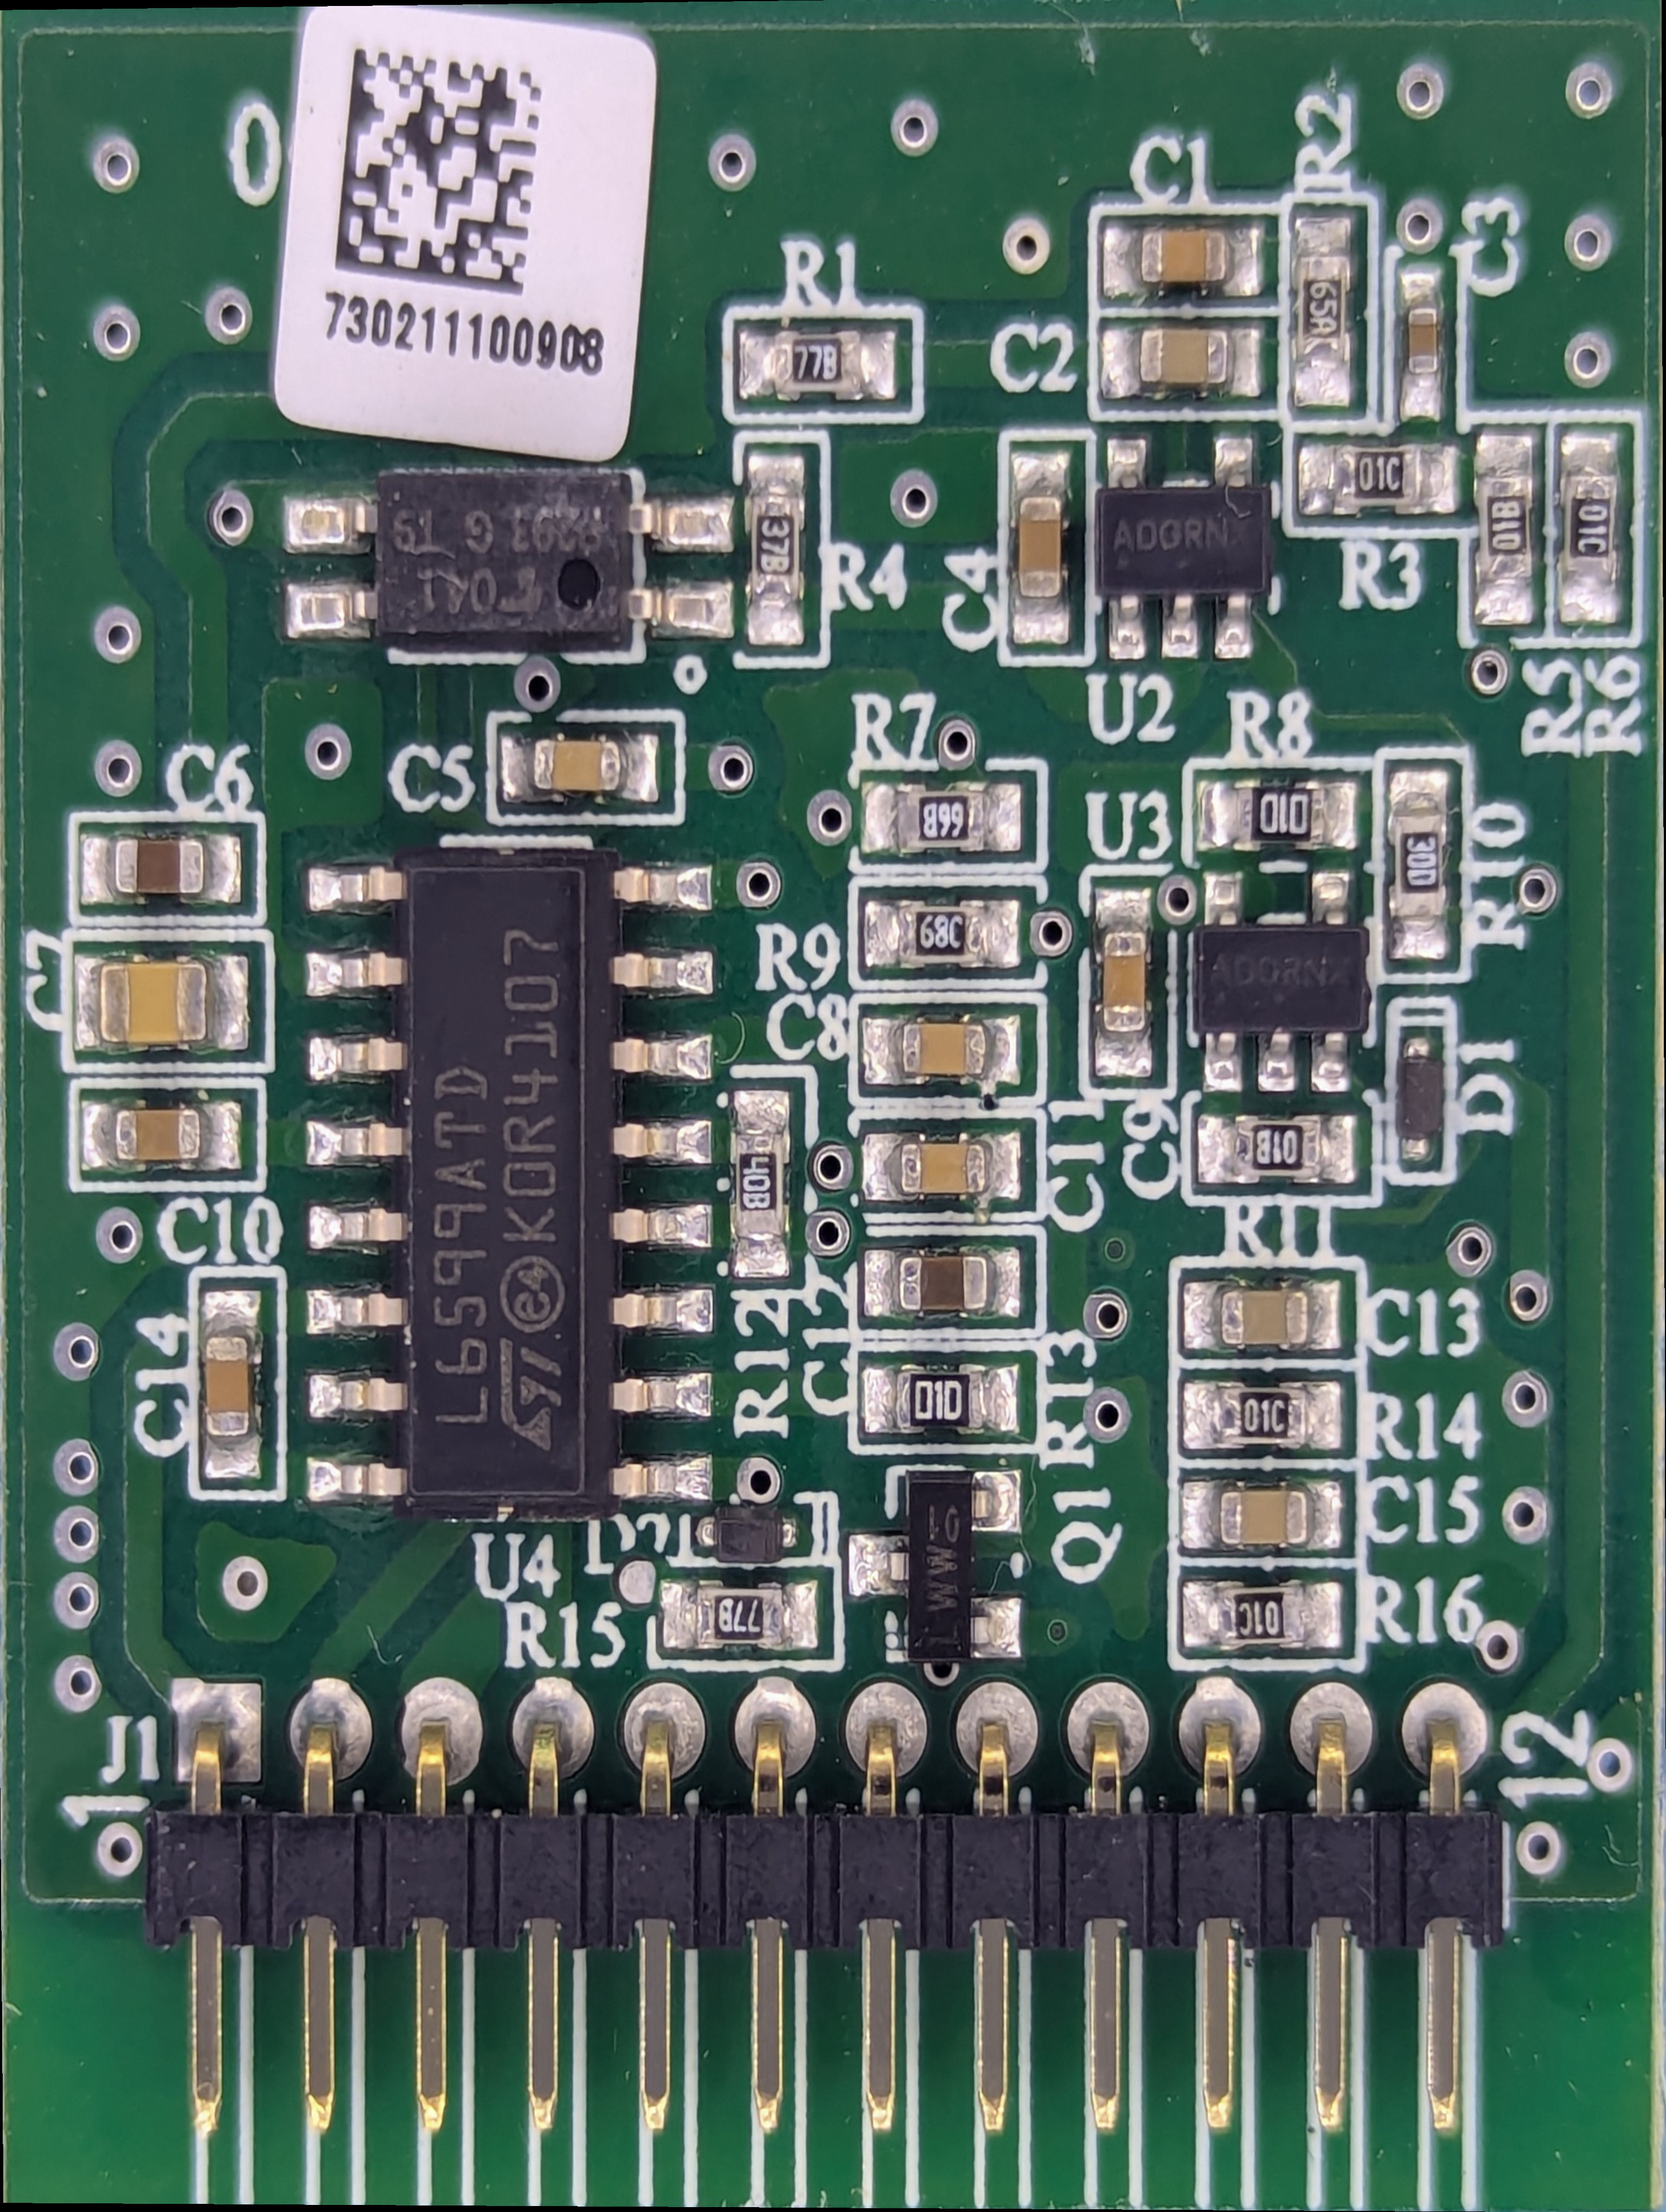 0
730211100908
C1
R2
C3
R1
77B
65A
C2
01C
37B
R4
C4
ADGRN
R3
01C
U2
R5
R6
C6
C5
R7
R8
66B
U3
01D
30D
R10
C7
R9
68C
C8
L6599ATD
e4 KOR4107
ST
40B
C11
C9
01B
D1
C10
R11
C14
R12
C12
C13
01D
R13
01C
R14
Q1
C15
U4
R15
77B
01C
R16
J1
1
12